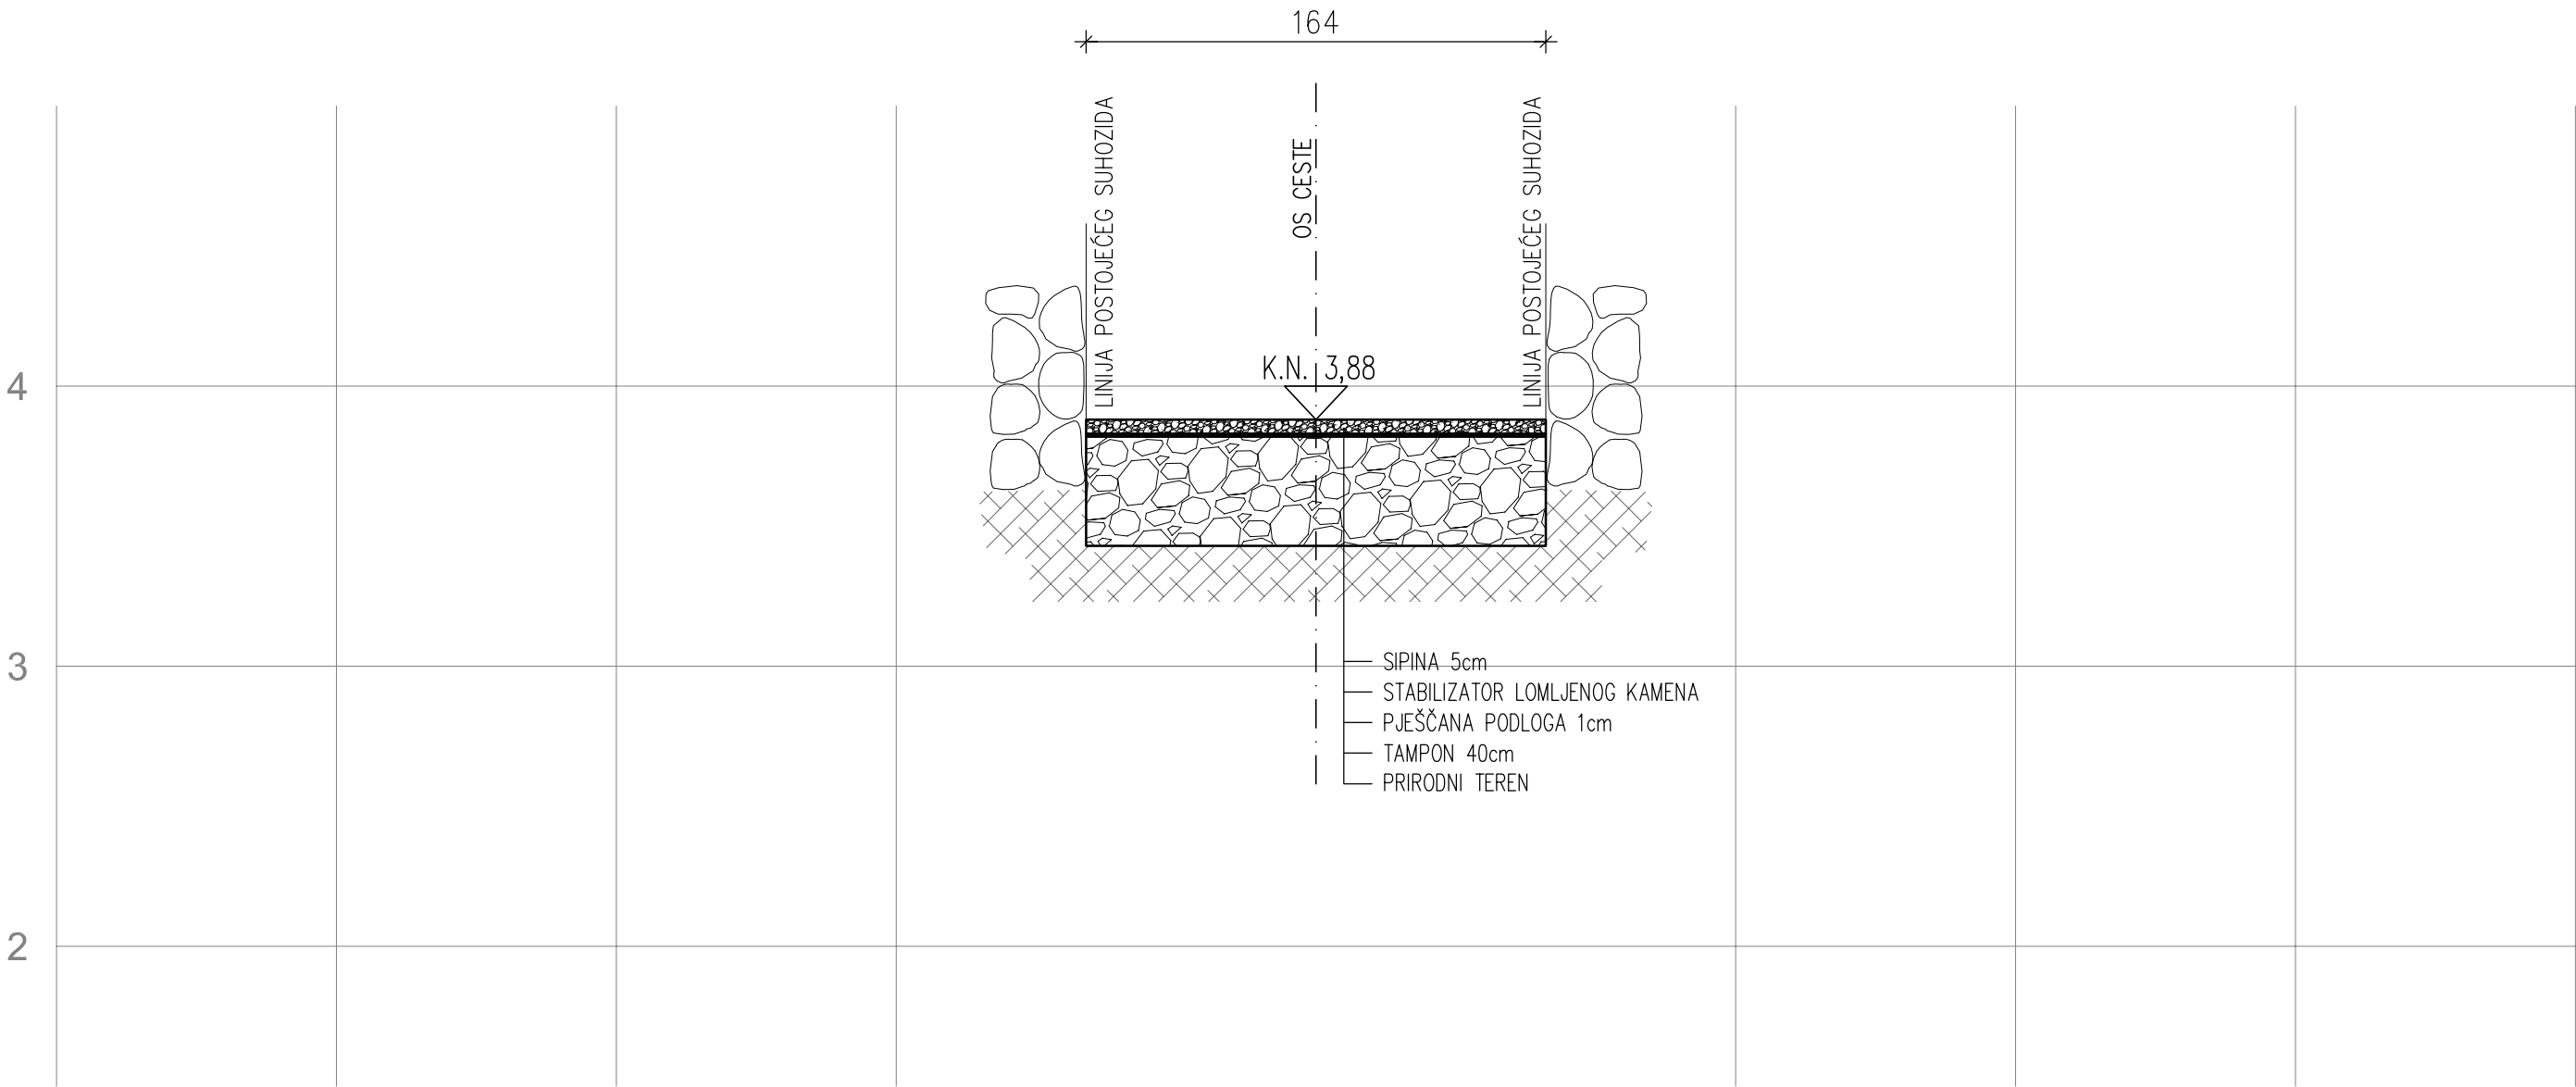 164
LINIJA POSTOJEĆEG SUHOZIDA
OS CESTE
LINIJA POSTOJEĆEG SUHOZIDA
K.N. 3,88
4
3
SIPINA 5cm
STABILIZATOR LOMLJENOG KAMENA
PJEŠČANA PODLOGA 1cm
TAMPON 40cm
PRIRODNI TEREN
2